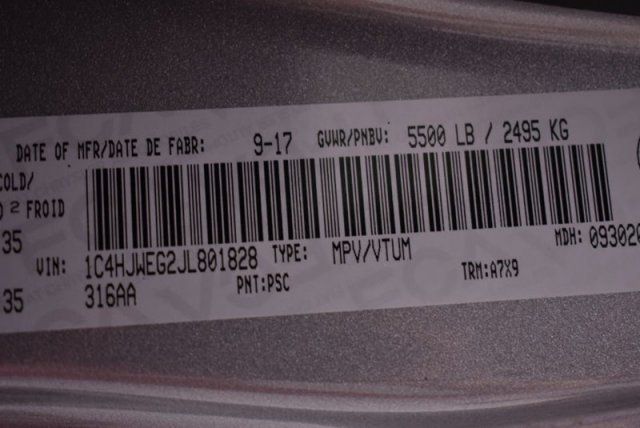 DATE OF MFR/DATE DE FABR: 9-17 GVWR/PNBV: 5500 LB / 2495 KG
COLD/
2 FROID
35
VIN: 1C4HJWEG2JL801828 TYPE: MPV/VTUM MDH: 09302
35 316AA PNT:PSC TRM:A7X9